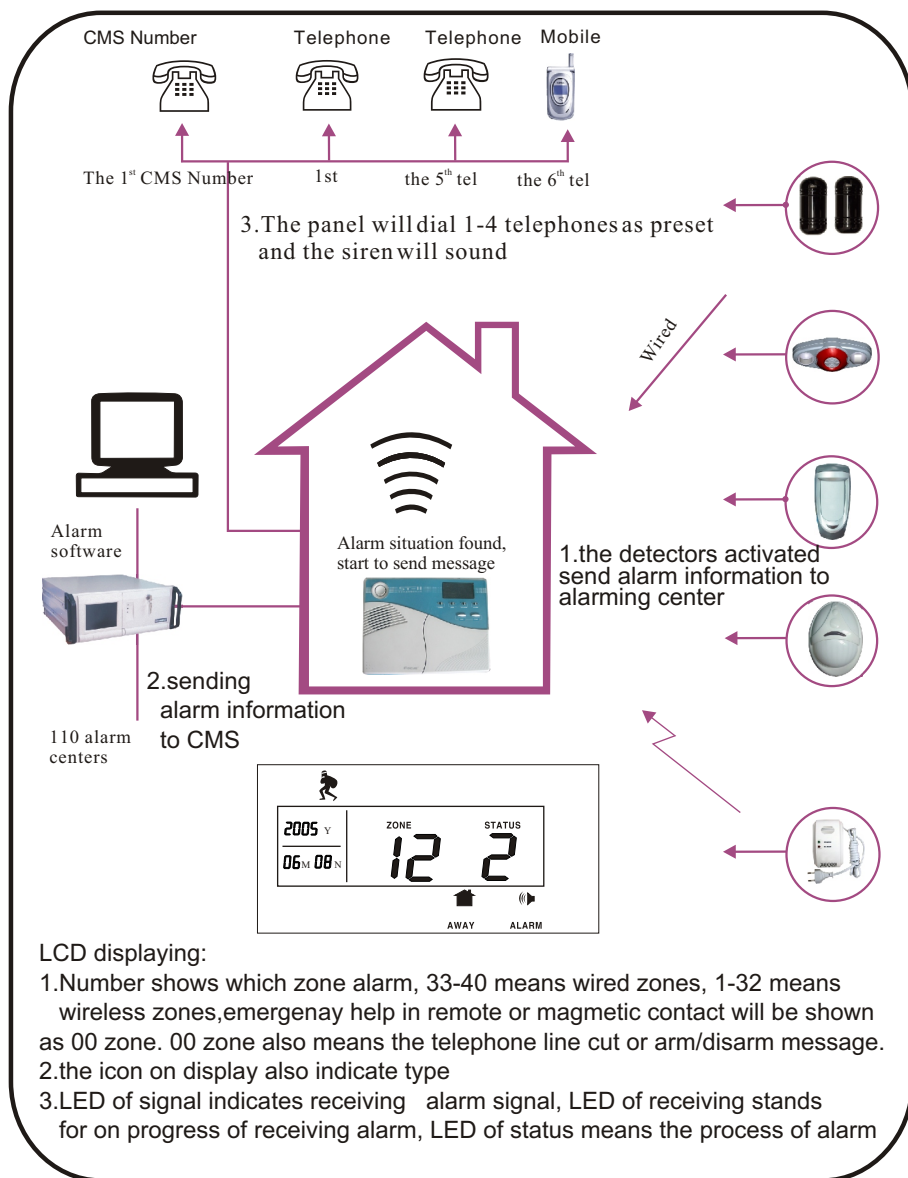 CMS Number Telephone Telephone Mobile
The 1st CMS Number 1st the 5th tel the 6th tel
3.The panel will dial 1-4 telephones as preset
and the siren will sound
Wired
Alarm
software
Alarm situation found,
start to send message
1.the detectors activated
send alarm information to
alarming center
2.sending
alarm information
to CMS
110 alarm
centers
2005 Y
06M 08N
ZONE
12
STATUS
2
AWAY ALARM
LCD displaying:
1.Number shows which zone alarm, 33-40 means wired zones, 1-32 means
wireless zones,emergenay help in remote or magmetic contact will be shown
as 00 zone. 00 zone also means the telephone line cut or arm/disarm message.
2.the icon on display also indicate type
3.LED of signal indicates receiving alarm signal, LED of receiving stands
for on progress of receiving alarm, LED of status means the process of alarm